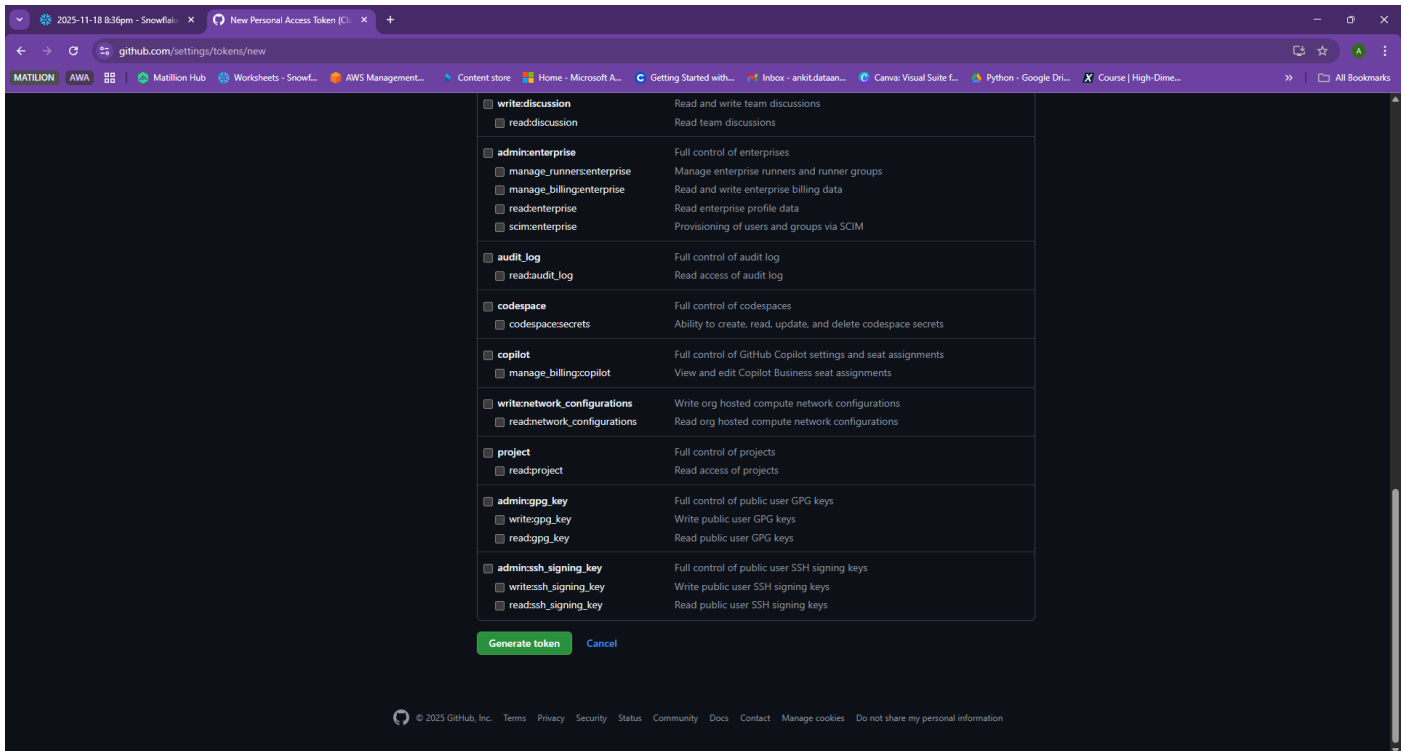 2025-11-18 8:36pm - Snowflak
New Personal Access Token (Cla
github.com/settings/tokens/new
A
MATILION
AWA
Matillion Hub
Worksheets - Snowf...
AWS Management...
Content store
Home - Microsoft A...
Getting Started with...
Inbox - ankit.dataan...
Canva: Visual Suite f...
Python - Google Dri...
Course | High-Dime...
All Bookmarks
write:discussion Read and write team discussions
read:discussion Read team discussions
admin:enterprise Full control of enterprises
manage_runners:enterprise Manage enterprise runners and runner groups
manage_billing:enterprise Read and write enterprise billing data
read:enterprise Read enterprise profile data
scim:enterprise Provisioning of users and groups via SCIM
audit_log Full control of audit log
read:audit_log Read access of audit log
codespace Full control of codespaces
codespace:secrets Ability to create, read, update, and delete codespace secrets
copilot Full control of GitHub Copilot settings and seat assignments
manage_billing:copilot View and edit Copilot Business seat assignments
write:network_configurations Write org hosted compute network configurations
read:network_configurations Read org hosted compute network configurations
project Full control of projects
read:project Read access of projects
admin:gpg_key Full control of public user GPG keys
write:gpg_key Write public user GPG keys
read:gpg_key Read public user GPG keys
admin:ssh_signing_key Full control of public user SSH signing keys
write:ssh_signing_key Write public user SSH signing keys
read:ssh_signing_key Read public user SSH signing keys
Generate token Cancel
© 2025 GitHub, Inc. Terms Privacy Security Status Community Docs Contact Manage cookies Do not share my personal information